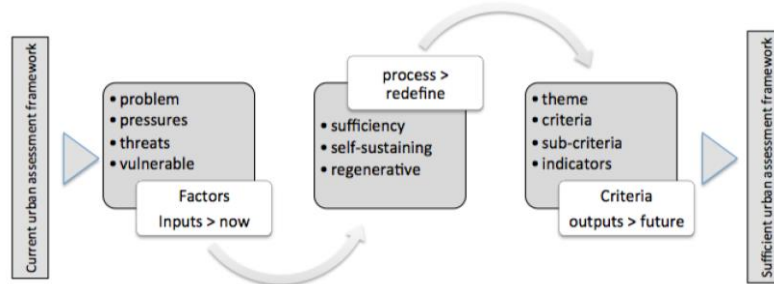 Current urban assessment framework
• problem
• pressures
• threats
• vulnerable
Factors
Inputs > now
process >
redefine
• sufficiency
• self-sustaining
• regenerative
• theme
• criteria
• sub-criteria
• indicators
Criteria
outputs > future
Sufficient urban assessment framework